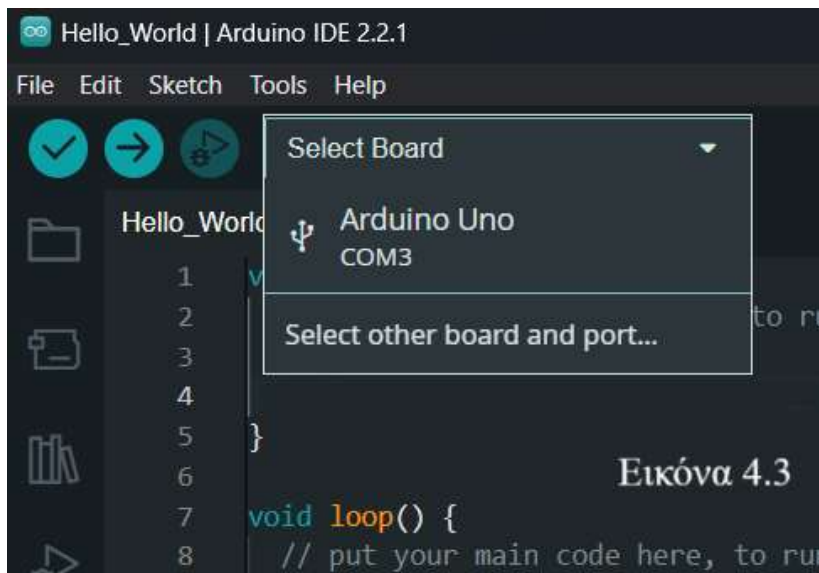 Hello_World | Arduino IDE 2.2.1
File Edit Sketch Tools Help
Select Board
Hello_World
Arduino Uno
COM3
Select other board and port...
1 v
2 to ru
3
4
5 }
6
Εικόνα 4.3
7 void loop() {
8 // put your main code here, to ru